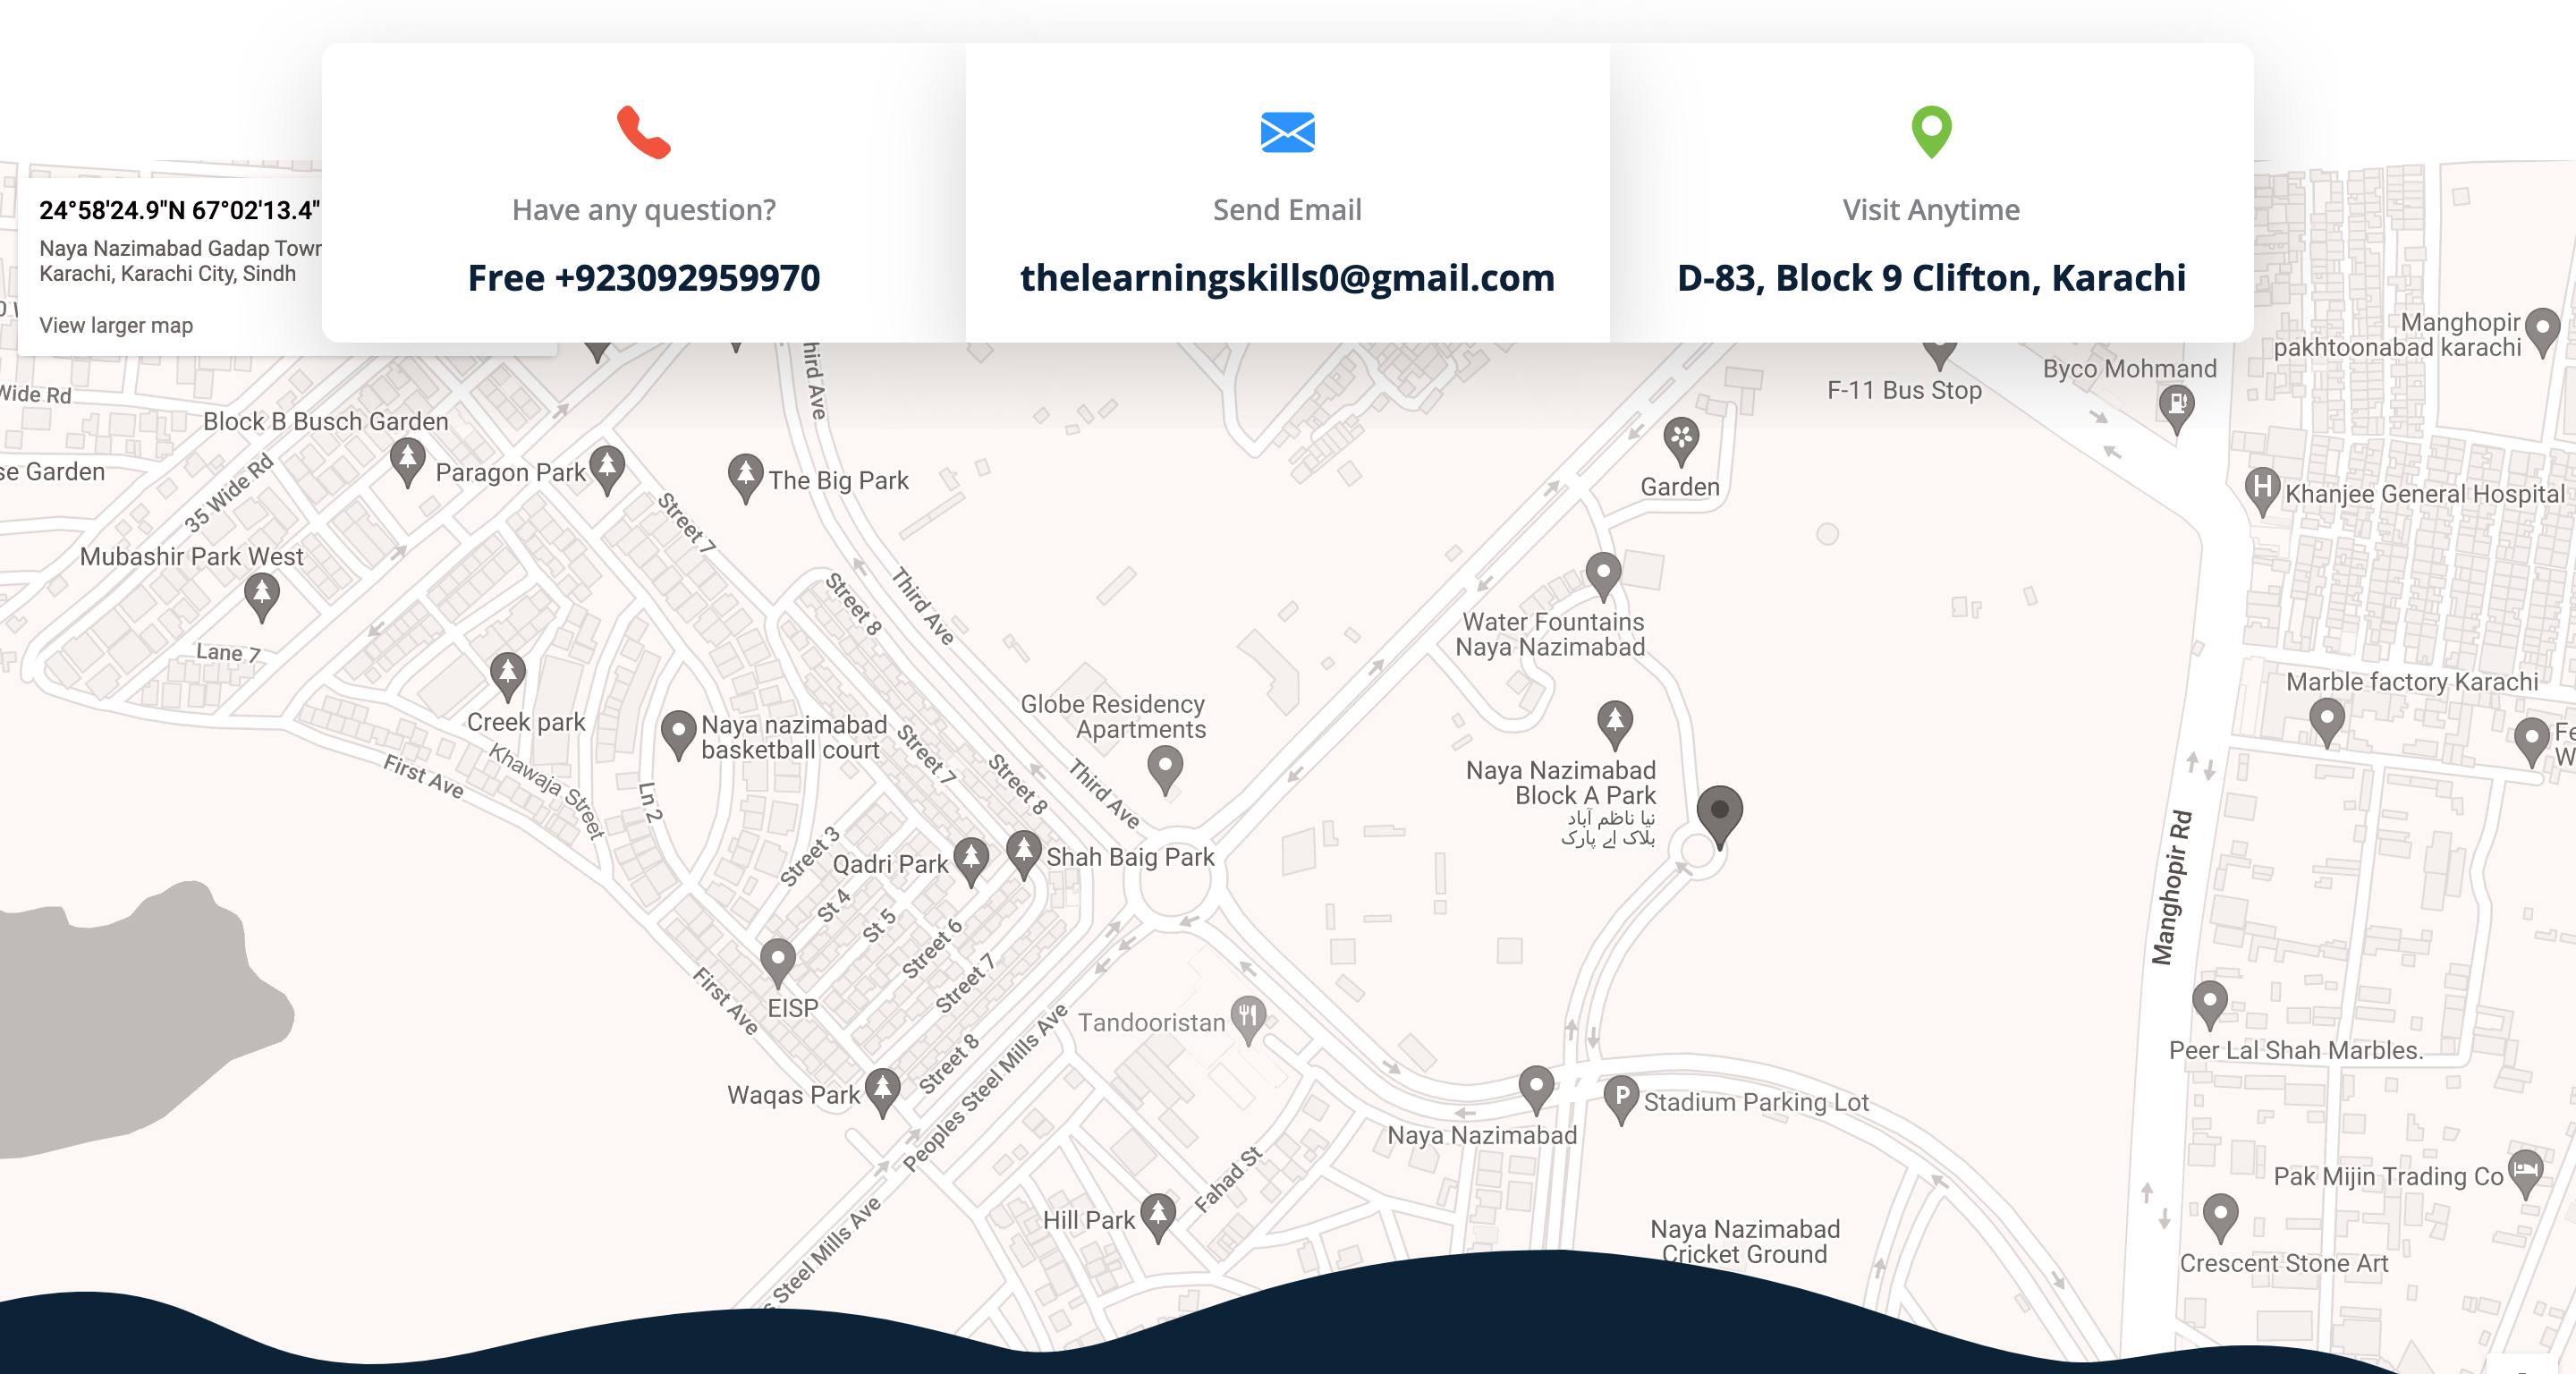 Have any question?
Free +923092959970
Send Email
thelearningskills0@gmail.com
Visit Anytime
D-83, Block 9 Clifton, Karachi
24°58'24.9"N 67°02'13.4"
Naya Nazimabad Gadap Town
Karachi, Karachi City, Sindh
View larger map
Wide Rd
Block B Busch Garden
se Garden
35 Wide Rd
Paragon Park
The Big Park
Third Ave
Street 7
Mubashir Park West
Lane 7
Street 8
Third Ave
Creek park
Naya nazimabad
basketball court
Khawaja Street
First Ave
Ln 2
Street 7
Street 8
Third Ave
Globe Residency
Apartments
Street 3
Qadri Park
Shah Baig Park
St 4
St 5
Street 6
Street 7
Street 8
EISP
First Ave
Waqas Park
Peoples Steel Mills Ave
s Steel Mills Ave
Tandooristan
Fahad St
Hill Park
F-11 Bus Stop
Byco Mohmand
Manghopir
pakhtoonabad karachi
Garden
H
Khanjee General Hospital
Water Fountains
Naya Nazimabad
Naya Nazimabad
Block A Park
نیا ناظم آباد
بلاک اے پارک
Marble factory Karachi
Fe
W
Manghopir Rd
Peer Lal Shah Marbles.
Naya Nazimabad
P
Stadium Parking Lot
Pak Mijin Trading Co
Naya Nazimabad
Cricket Ground
Crescent Stone Art